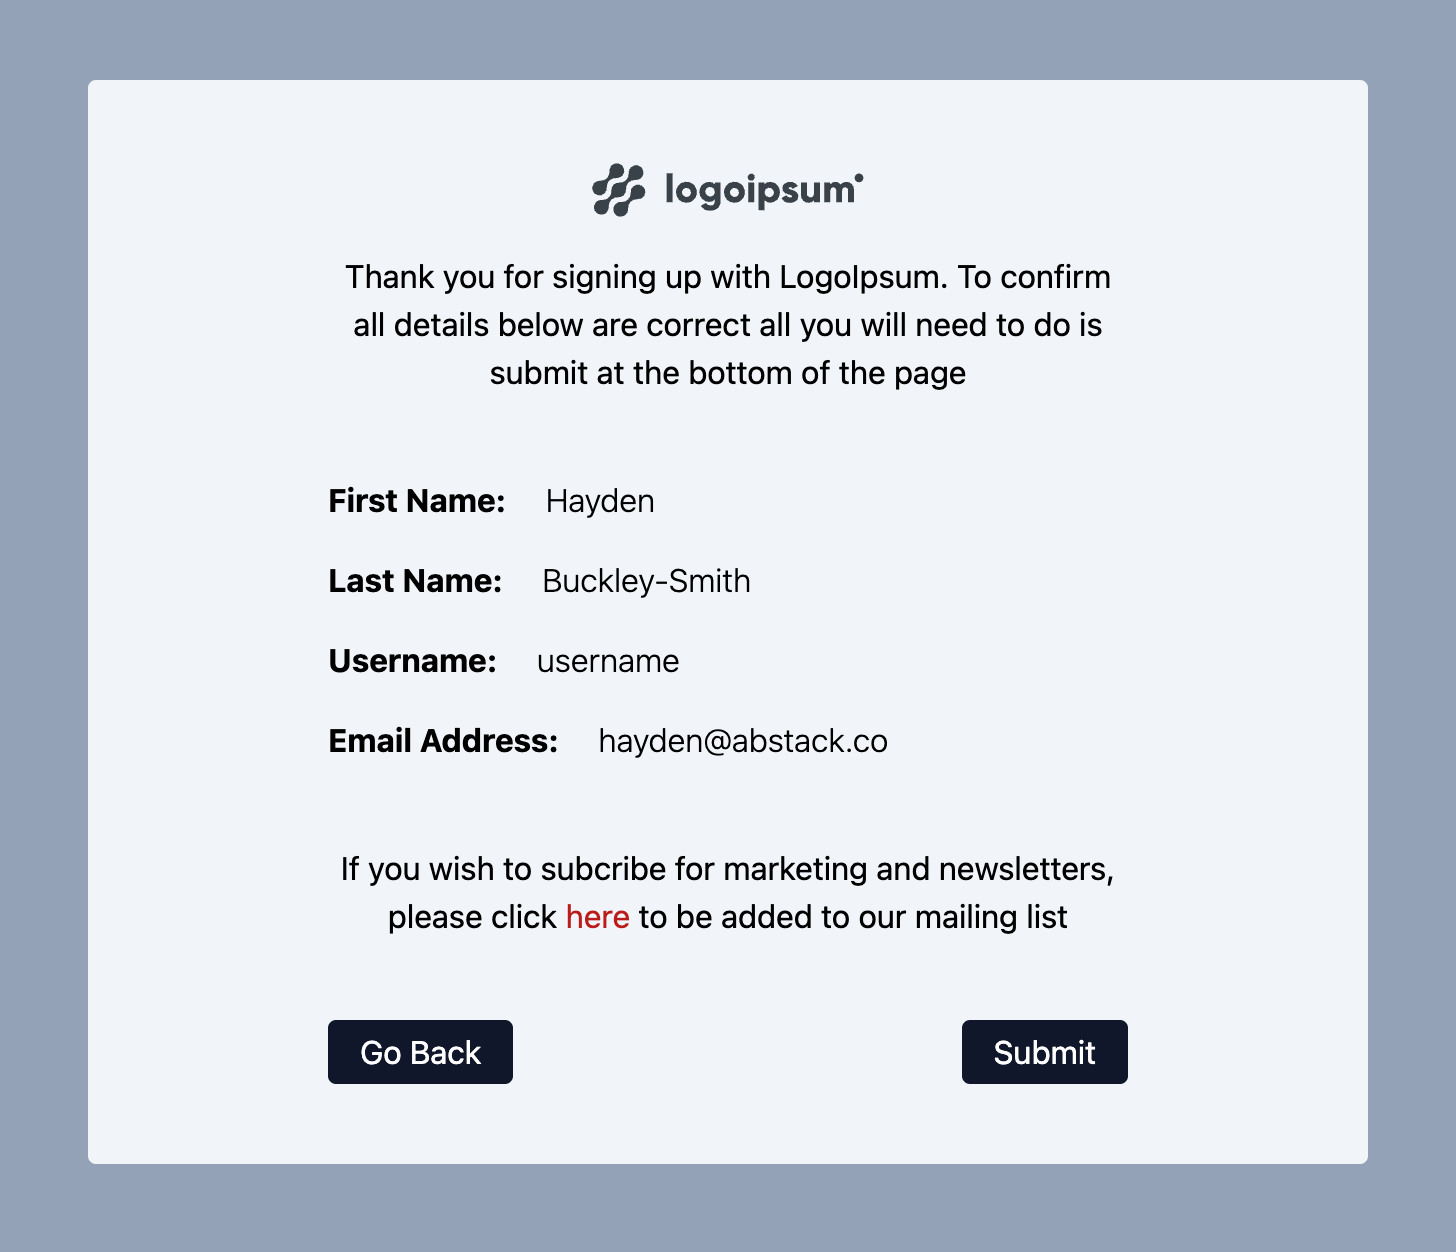 logoipsum
Thank you for signing up with LogoIpsum. To confirm
all details below are correct all you will need to do is
submit at the bottom of the page
First Name: Hayden
Last Name: Buckley-Smith
Username: username
Email Address: hayden@abstack.co
If you wish to subcribe for marketing and newsletters,
please click here to be added to our mailing list
Go Back
Submit